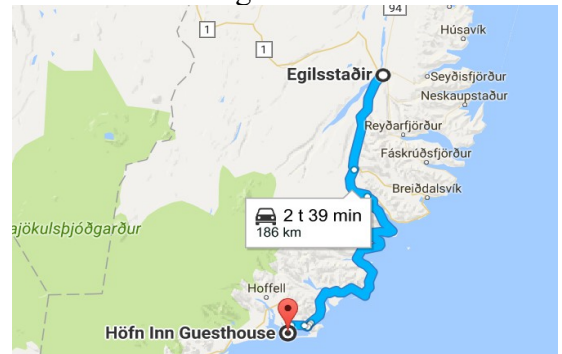 94
1
1
Húsavík
Egilsstaðir
Seyðisfjörður
Neskaupstaður
Reyðarfjörður
Fáskrúðsfjörður
Breiðdalsvík
2 t 39 min
186 km
ajökulsþjóðgarður
Hoffell
Höfn Inn Guesthouse